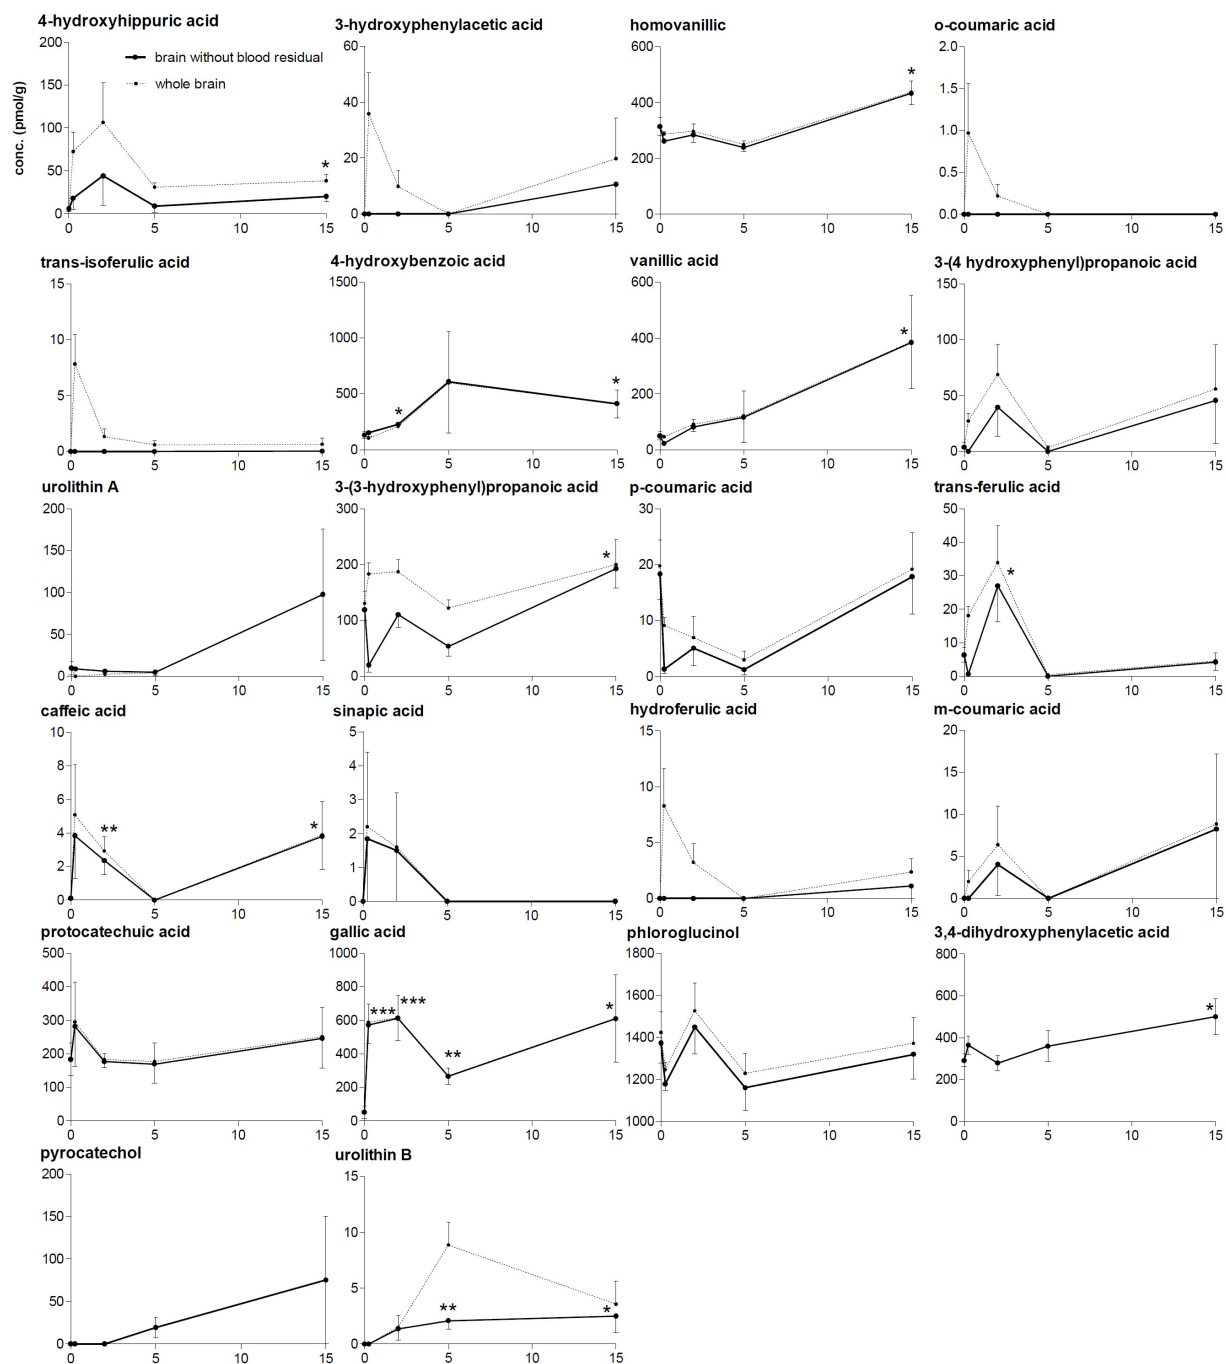 4-hydroxyhippuric acid
3-hydroxyphenylacetic acid
homovanillic
o-coumaric acid
conc. (pmol/g)
brain without blood residual
whole brain
200
150
100
50
0
*
0 5 10 15
60
40
20
0
0 5 10 15
600
400
200
0
*
0 5 10 15
2.0
1.5
1.0
0.5
0.0
0 5 10 15
trans-isoferulic acid
4-hydroxybenzoic acid
vanillic acid
3-(4 hydroxyphenyl)propanoic acid
15
10
5
0
0 5 10 15
1500
1000
500
0
*
*
0 5 10 15
600
400
200
0
*
0 5 10 15
150
100
50
0
0 5 10 15
urolithin A
3-(3-hydroxyphenyl)propanoic acid
p-coumaric acid
trans-ferulic acid
200
150
100
50
0
0 5 10 15
300
200
100
0
*
0 5 10 15
30
20
10
0
0 5 10 15
50
40
30
20
10
0
*
0 5 10 15
caffeic acid
sinapic acid
hydroferulic acid
m-coumaric acid
10
8
6
4
2
0
**
*
0 5 10 15
5
4
3
2
1
0
0 5 10 15
15
10
5
0
0 5 10 15
20
15
10
5
0
0 5 10 15
protocatechuic acid
gallic acid
phloroglucinol
3,4-dihydroxyphenylacetic acid
500
400
300
200
100
0
0 5 10 15
1000
800
600
400
200
0
***
***
**
*
0 5 10 15
1800
1600
1400
1200
1000
0 5 10 15
800
600
400
200
0
*
0 5 10 15
pyrocatechol
urolithin B
200
150
100
50
0
0 5 10 15
15
10
5
0
**
*
0 5 10 15